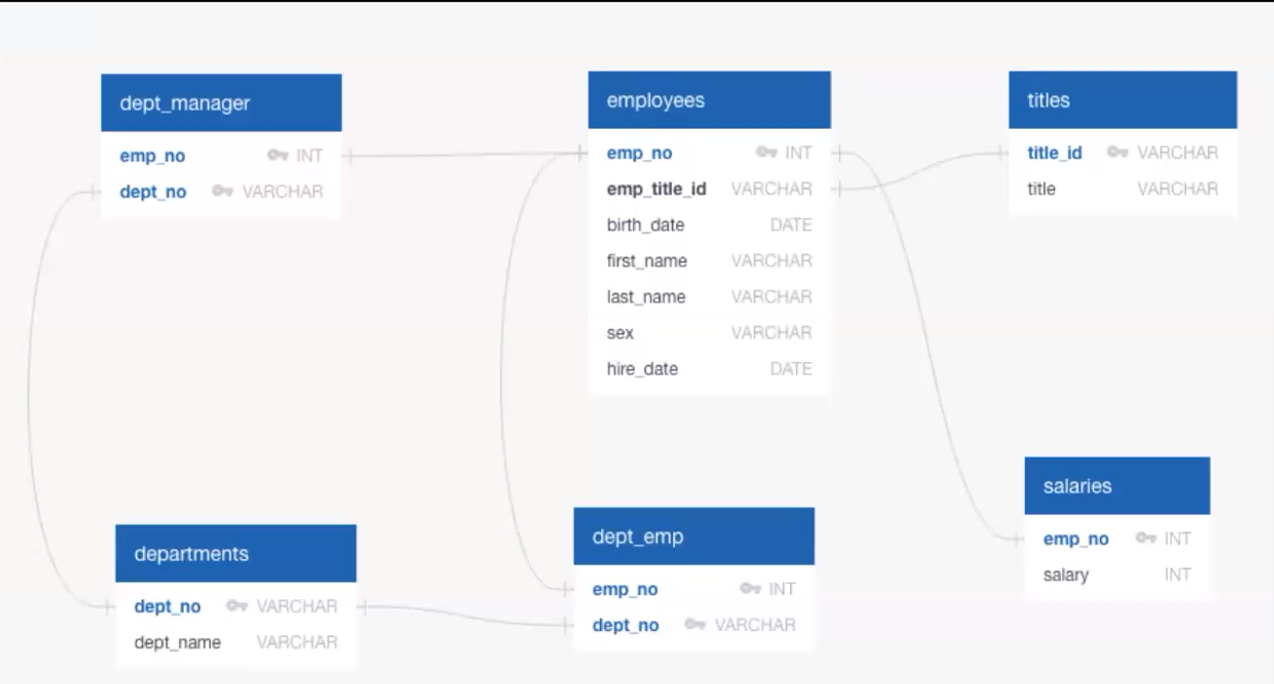 dept_manager
emp_no INT
dept_no VARCHAR
employees
emp_no INT
emp_title_id VARCHAR
birth_date DATE
first_name VARCHAR
last_name VARCHAR
sex VARCHAR
hire_date DATE
titles
title_id VARCHAR
title VARCHAR
departments
dept_no VARCHAR
dept_name VARCHAR
dept_emp
emp_no INT
dept_no VARCHAR
salaries
emp_no INT
salary INT